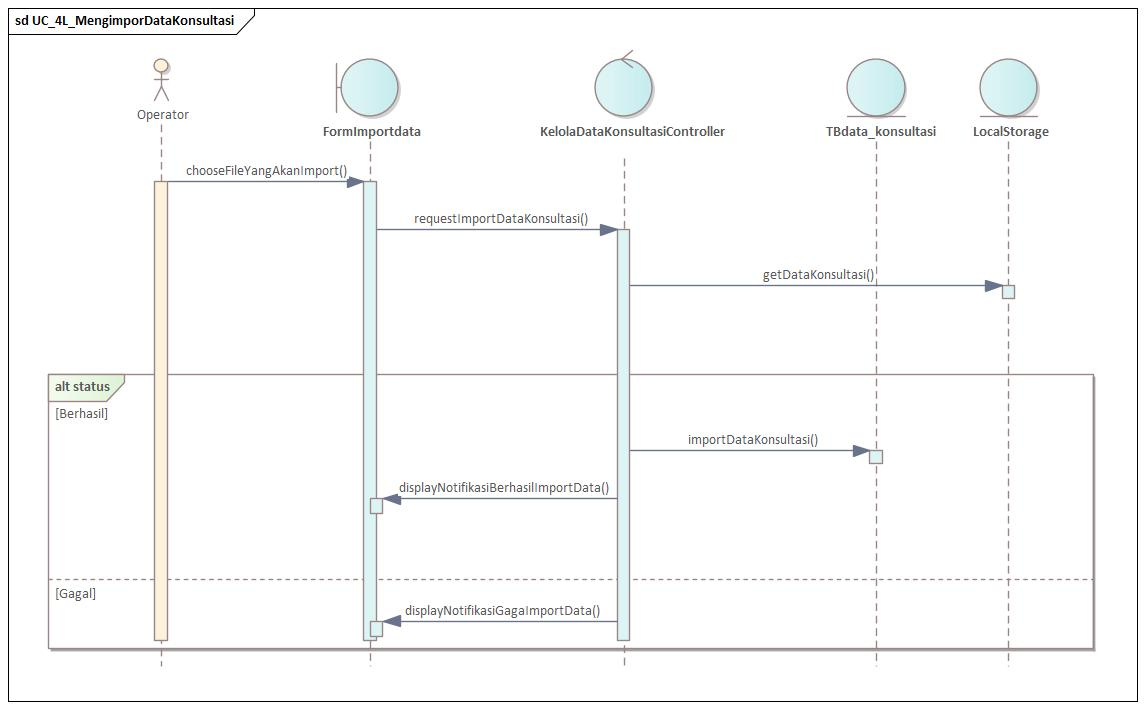 sd UC_4L_MengimporDataKonsultasi
Operator
FormImportdata
KelolaDataKonsultasiController
TBdata_konsultasi
LocalStorage
chooseFileYangAkanImport()
requestImportDataKonsultasi()
getDataKonsultasi()
alt status
[Berhasil]
importDataKonsultasi()
displayNotifikasiBerhasilImportData()
[Gagal]
displayNotifikasiGagaImportData()